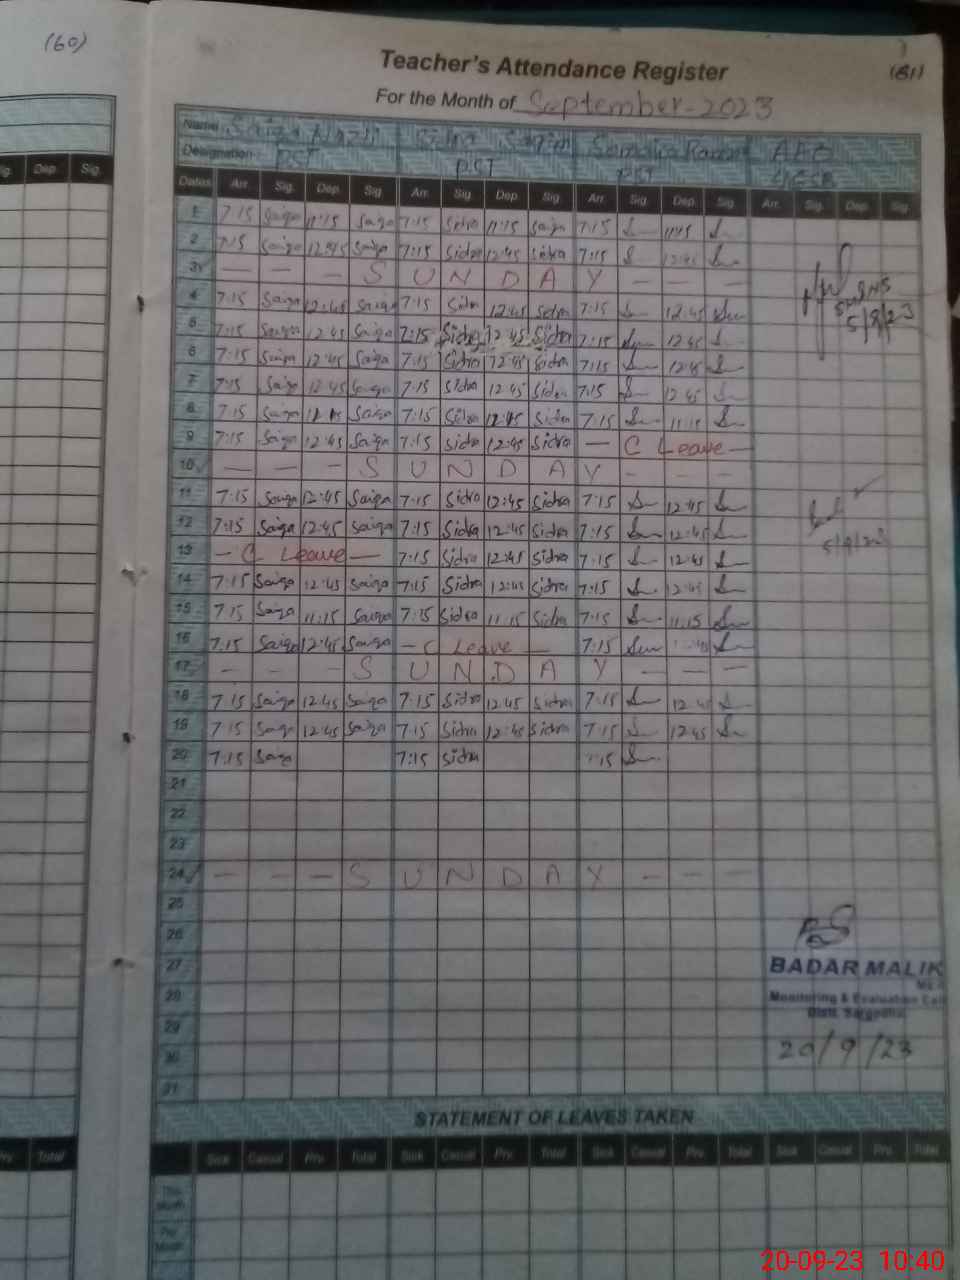 (60)
(81)
Teacher's Attendance Register
For the Month of September-2023
Name Saiqa Sidra AAO
Designation: PST PST PST
Dates Arr. Sig. Dep. Sig. Arr. Sig. Dep. Sig. Arr. Sig. Dep. Sig. Arr. Sig. Dep. Sig.
Dep. Sig.
1 7:15 Saiqa 11:15 Saiqa 7:15 Sidra 11:15 7:15 11:15
2 7:15 Saiqa 12:45 Saiqa 7:15 Sidra 12:45 Sidra 7:15 12:45
3 — — — S U N D A Y — — —
4 7:15 Saiqa 12:45 Saiqa 7:15 Sidra 12:45 Sidra 7:15 12:45
5 7:15 Saiqa 12:45 Saiqa 7:15 Sidra 12:45 Sidra 7:15 12:45
5/9/23
6 7:15 Saiqa 12:45 Saiqa 7:15 Sidra 12:45 Sidra 7:15 12:45
7 7:15 Saiqa 12:45 Saiqa 7:15 Sidra 12:45 Sidra 7:15 12:45
8 7:15 Saiqa Saiqa 7:15 Sidra Sidra 7:15 11:15
9 7:15 Saiqa 12:45 Saiqa 7:15 Sidra 12:45 Sidra — C Leave —
10 — — — S U N D A Y — — —
11 7:15 Saiqa 12:45 Saiqa 7:15 Sidra 12:45 Sidra 7:15 12:45
12 7:15 Saiqa 12:45 Saiqa 7:15 Sidra 12:45 Sidra 7:15 12:45
13 — C Leave — 7:15 Sidra 12:45 Sidra 7:15 12:45
14 7:15 Saiqa 12:45 Saiqa 7:15 Sidra 12:45 Sidra 7:15 12:45
15 7:15 Saiqa 11:15 Saiqa 7:15 Sidra 11:15 Sidra 7:15 11:15
16 7:15 Saiqa 12:45 Saiqa — C Leave — 7:15
17 — — — S U N D A Y — — —
18 7:15 Saiqa 12:45 Saiqa 7:15 Sidra 12:45 Sidra 7:15 12:45
19 7:15 Saiqa 12:45 Saiqa 7:15 Sidra 12:45 Sidra 7:15 12:45
20 7:15 Saiqa 7:15 Sidra 7:15
21
22
23
24 — — — S U N D A Y — — —
25
26
27
28
29
30
31
BADAR MALIK
Monitoring & Evaluation Cell
Distt. Sargodha
20/9/23
STATEMENT OF LEAVES TAKEN
Sick Casual Prv. Total Sick Casual Prv. Total Sick Casual Prv. Total Sick Casual Prv. Total
Prv. Total
This Month
Pre Month
20-09-23 10:40